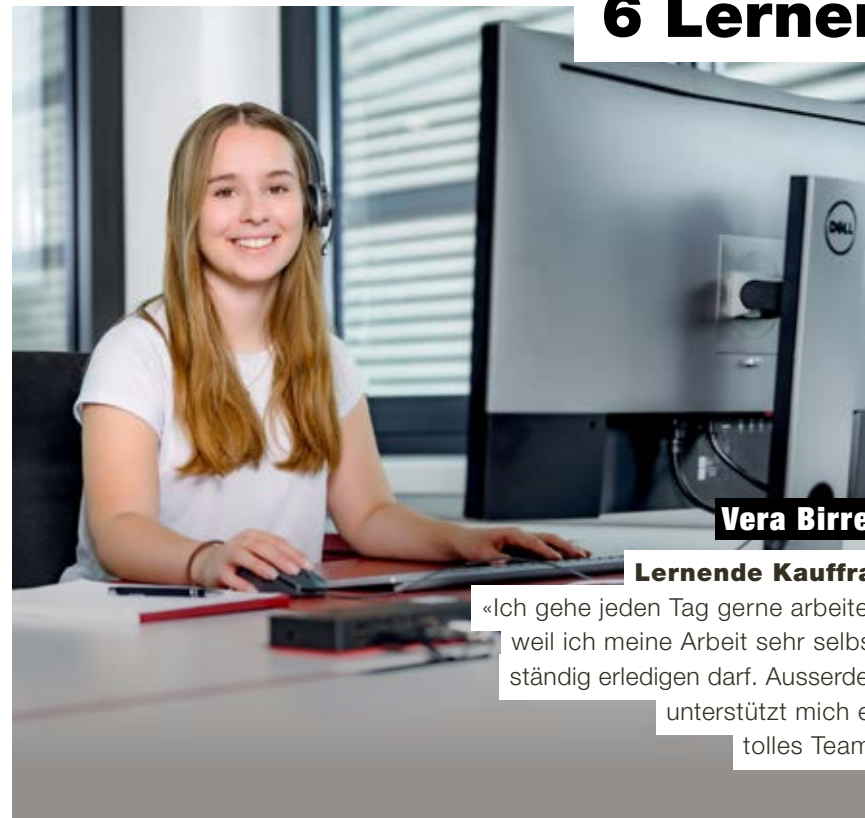 6 Lerner
DELL
Vera Birre
Lernende Kauffra
«Ich gehe jeden Tag gerne arbeite
weil ich meine Arbeit sehr selbs
ständig erledigen darf. Ausserde
unterstützt mich e
tolles Team